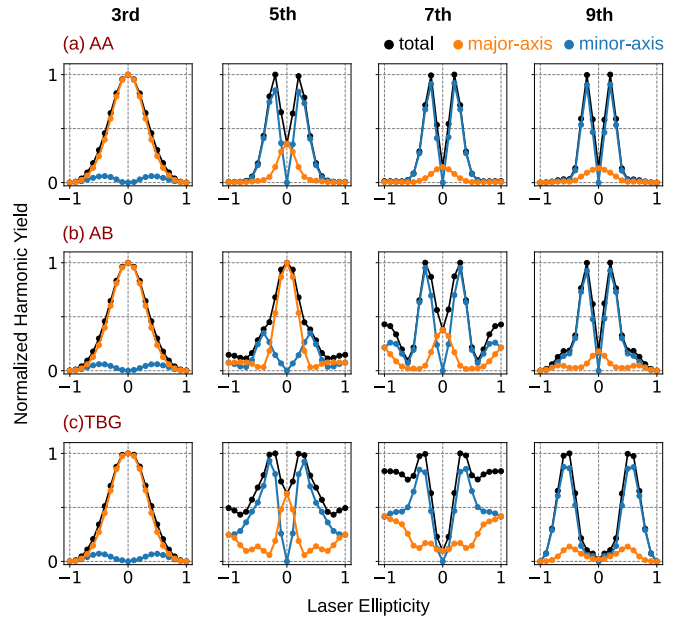 3rd 5th 7th 9th
(a) AA
total major-axis minor-axis
1
0
−1 0 1 −1 0 1 −1 0 1 −1 0 1
(b) AB
1
0
−1 0 1 −1 0 1 −1 0 1 −1 0 1
(c)TBG
1
0
−1 0 1 −1 0 1 −1 0 1 −1 0 1
Normalized Harmonic Yield
Laser Ellipticity